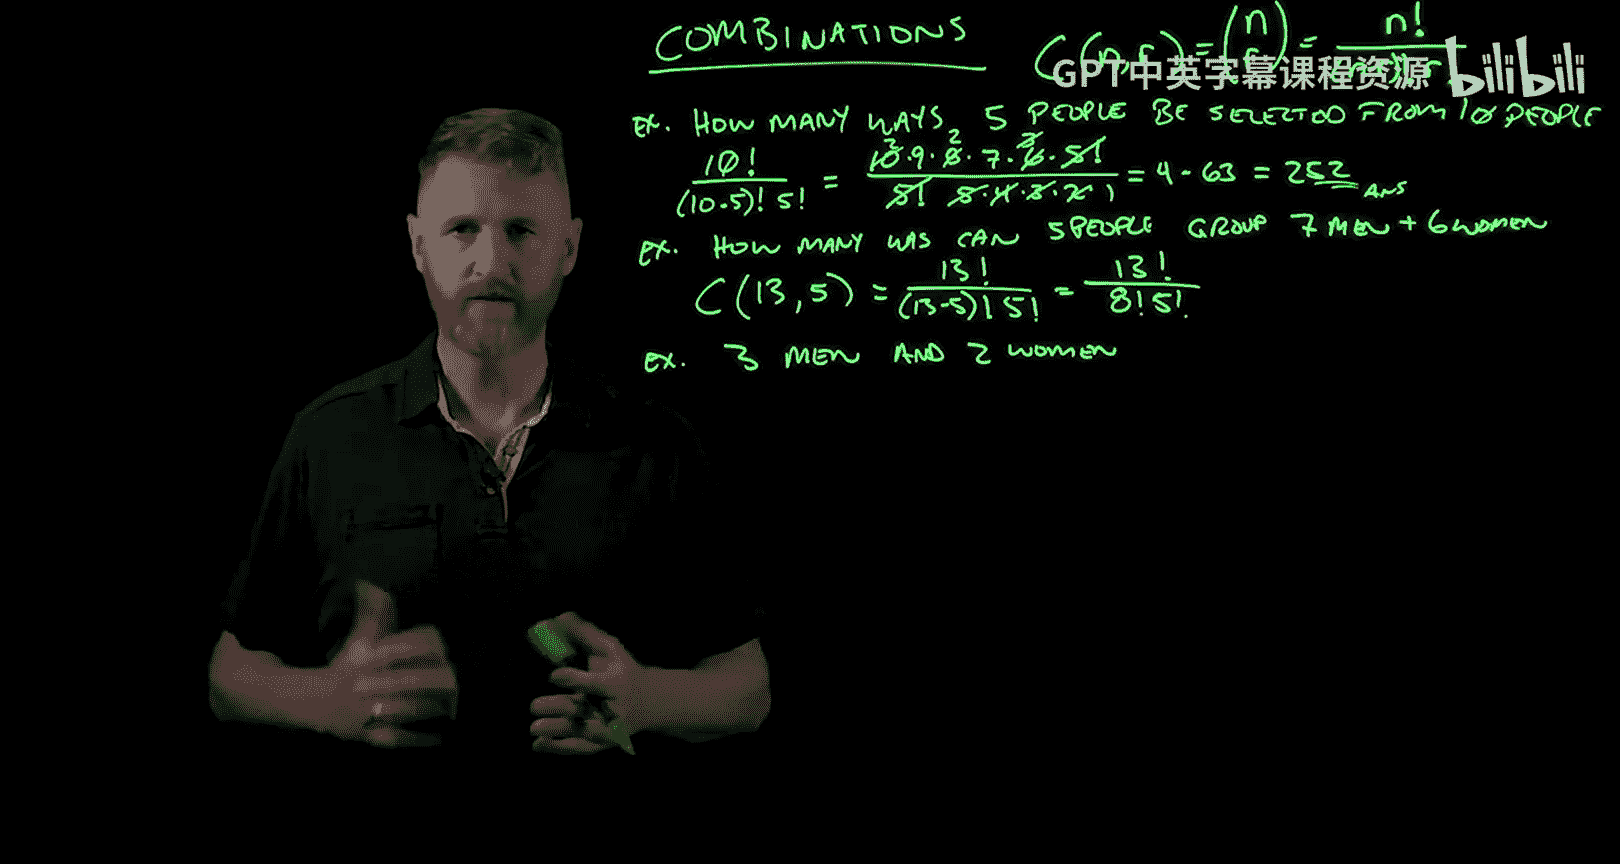 COMBINATIONS C(n,r) = (n r) = n!
GPT中英字幕课程资源 bilibili
EX. HOW MANY WAYS 5 PEOPLE BE SELECTED FROM 10 PEOPLE
10! / (10-5)! 5! = 10·9·8·7·6·5! / 5! 5·4·3·2·1 = 4·63 = 252 ANS
EX. HOW MANY WAS CAN 5 PEOPLE GROUP 7 MEN + 6 WOMEN
C(13,5) = 13! / (13-5)! 5! = 13! / 8! 5!
EX. 3 MEN AND 2 WOMEN